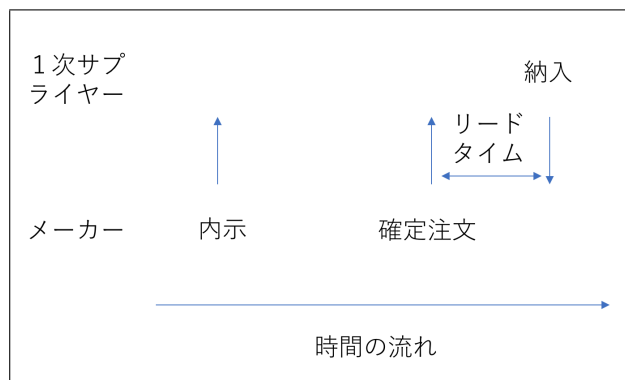 １次サプ
ライヤー
納入
リード
タイム
メーカー
内示
確定注文
時間の流れ